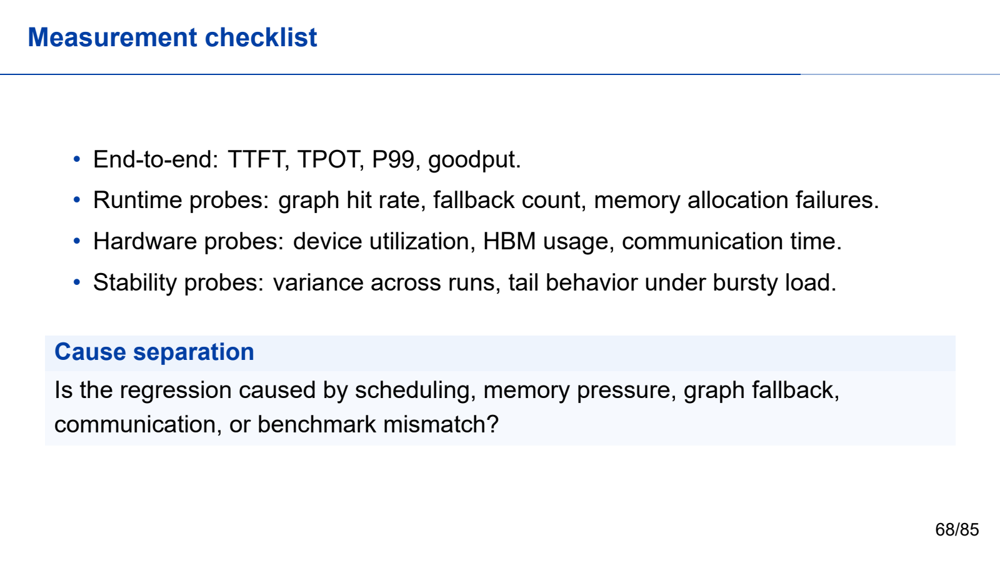 Measurement checklist
• End-to-end: TTFT, TPOT, P99, goodput.
• Runtime probes: graph hit rate, fallback count, memory allocation failures.
• Hardware probes: device utilization, HBM usage, communication time.
• Stability probes: variance across runs, tail behavior under bursty load.
Cause separation
Is the regression caused by scheduling, memory pressure, graph fallback,
communication, or benchmark mismatch?
68/85